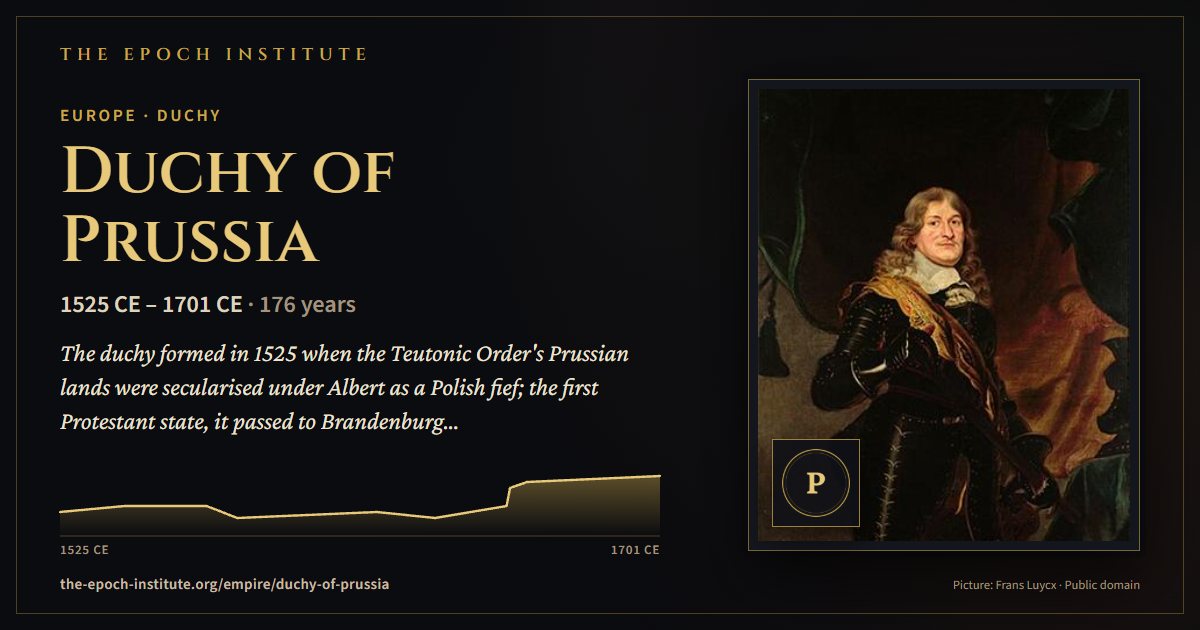 THE EPOCH INSTITUTE
EUROPE · DUCHY
DUCHY OF
PRUSSIA
1525 CE – 1701 CE · 176 years
The duchy formed in 1525 when the Teutonic Order's Prussian
lands were secularised under Albert as a Polish fief; the first
Protestant state, it passed to Brandenburg...
P
1525 CE
1701 CE
the-epoch-institute.org/empire/duchy-of-prussia
Picture: Frans Luycx · Public domain